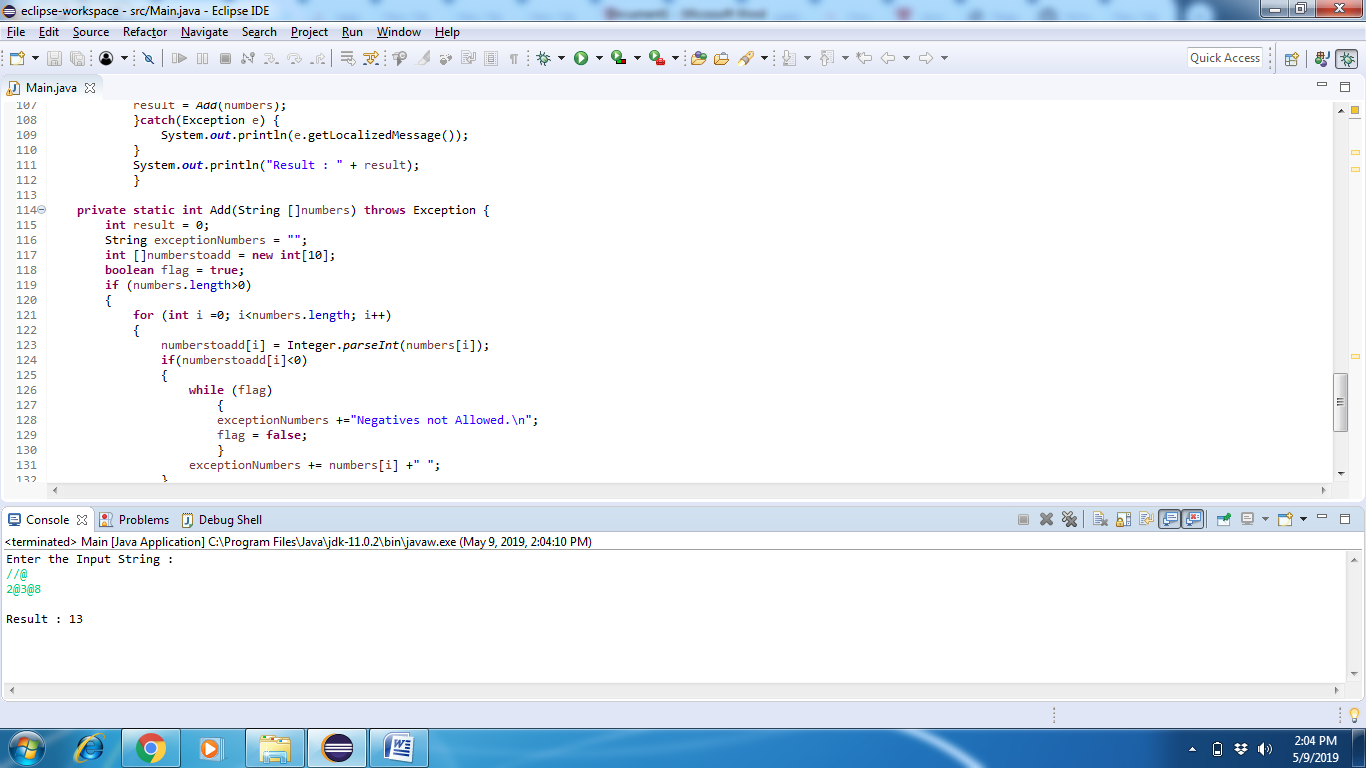 eclipse-workspace - src/Main.java - Eclipse IDE
File Edit Source Refactor Navigate Search Project Run Window Help
Quick Access
Main.java
107 result = Add(numbers);
108 }catch(Exception e) {
109 System.out.println(e.getLocalizedMessage());
110 }
111 System.out.println("Result : " + result);
112 }
113
114 private static int Add(String []numbers) throws Exception {
115 int result = 0;
116 String exceptionNumbers = "";
117 int []numberstoadd = new int[10];
118 boolean flag = true;
119 if (numbers.length>0)
120 {
121 for (int i =0; i<numbers.length; i++)
122 {
123 numberstoadd[i] = Integer.parseInt(numbers[i]);
124 if(numberstoadd[i]<0)
125 {
126 while (flag)
127 {
128 exceptionNumbers +="Negatives not Allowed.\n";
129 flag = false;
130 }
131 exceptionNumbers += numbers[i] +" ";
132 }
Console Problems Debug Shell
<terminated> Main [Java Application] C:\Program Files\Java\jdk-11.0.2\bin\javaw.exe (May 9, 2019, 2:04:10 PM)
Enter the Input String :
//@
2@3@8
Result : 13
2:04 PM
5/9/2019